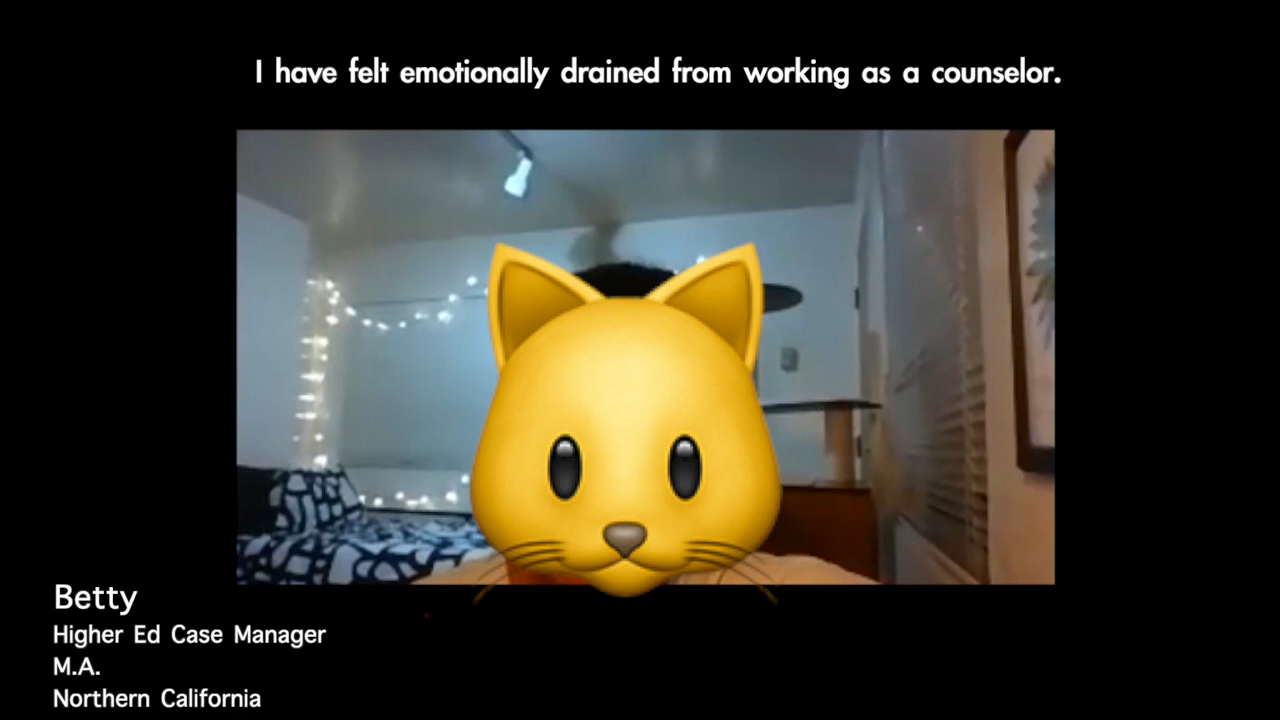 I have felt emotionally drained from working as a counselor.
Betty
Higher Ed Case Manager
M.A.
Northern California